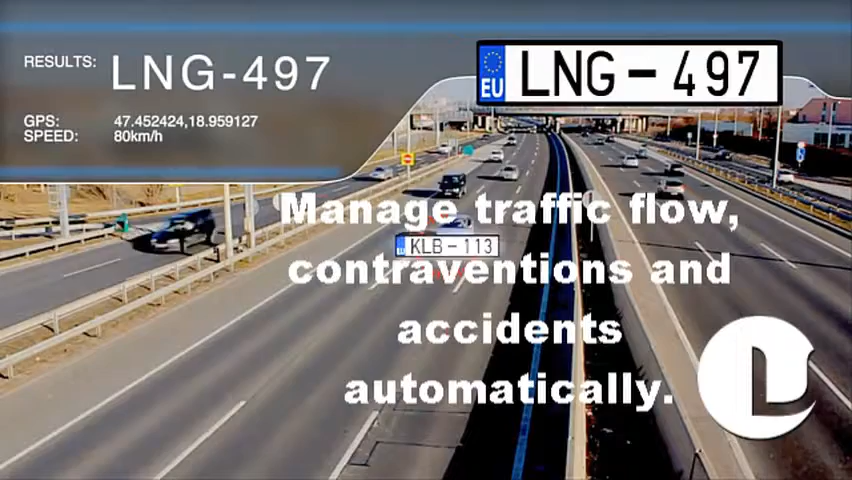 RESULTS: LNG-497
GPS: 47.452424,18.959127
SPEED: 80km/h
EU LNG - 497
Manage traffic flow,
KLB - 113
contraventions and
accidents
automatically.
L